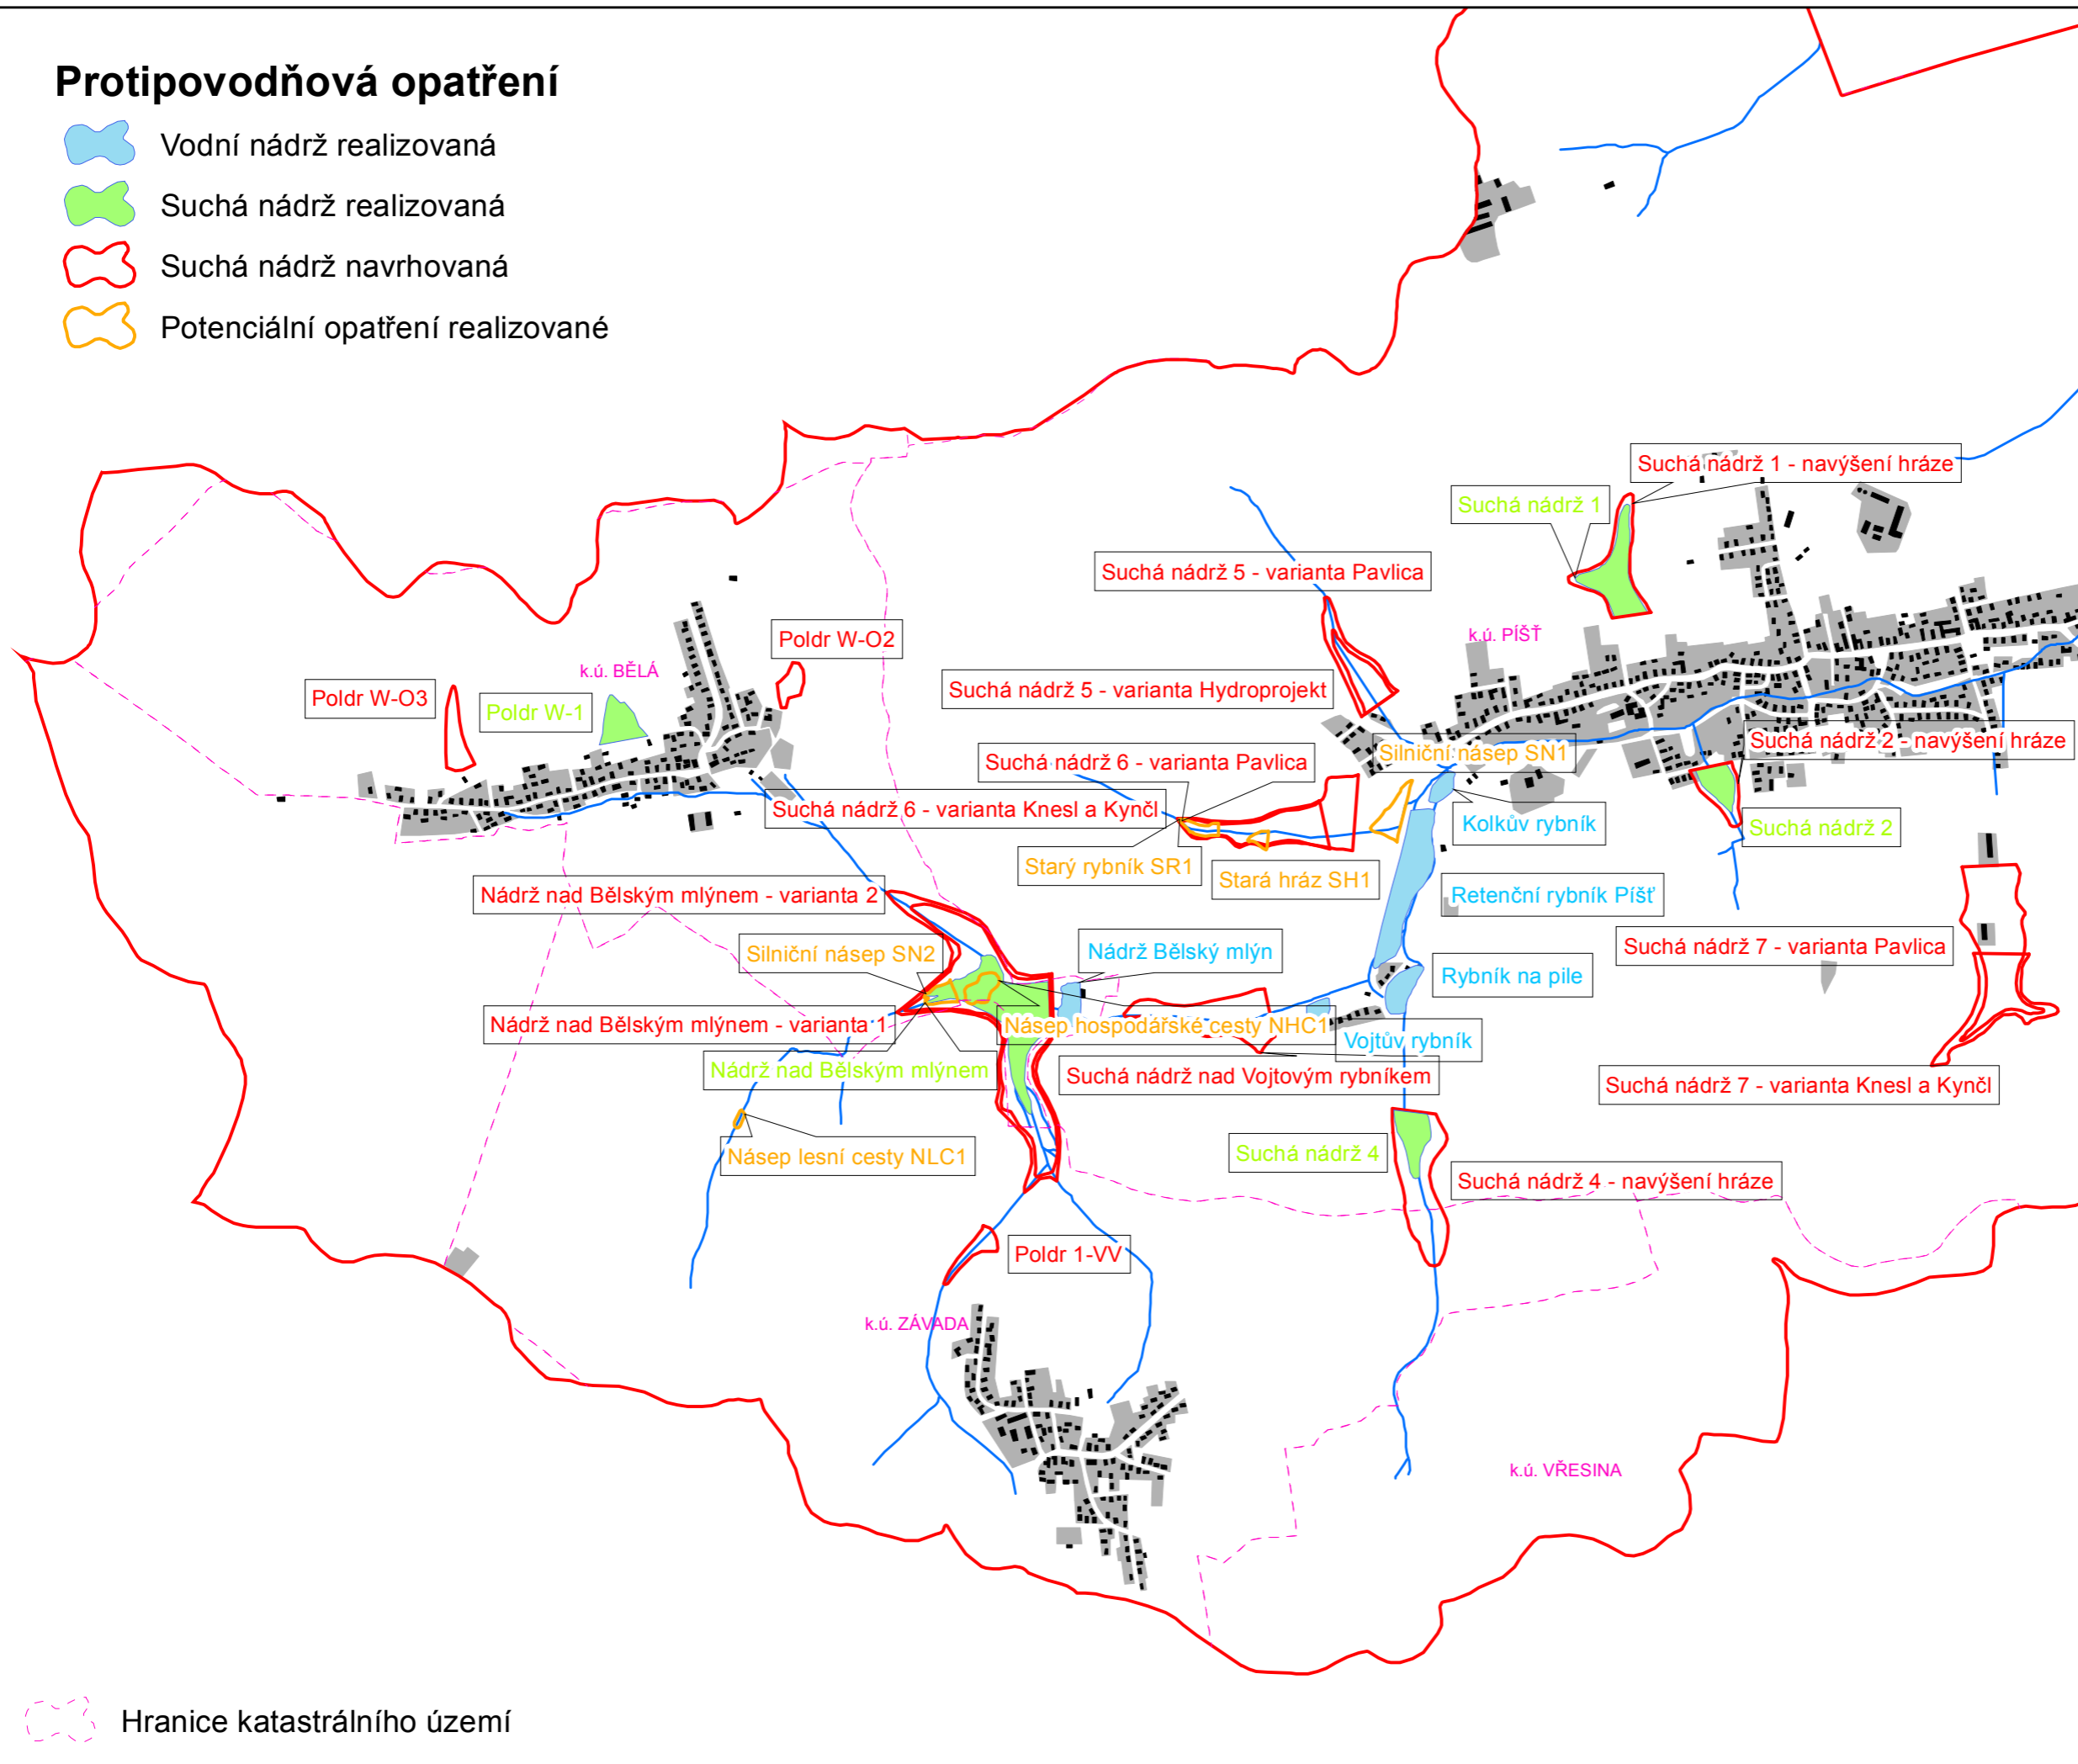 Protipovodňová opatření
Vodní nádrž realizovaná
Suchá nádrž realizovaná
Suchá nádrž navrhovaná
Potenciální opatření realizované
Suchá nádrž 1 - navýšení hráze
Suchá nádrž 1
Suchá nádrž 5 - varianta Pavlica
k.ú. PÍŠŤ
Poldr W-O2
k.ú. BĚLÁ
Suchá nádrž 5 - varianta Hydroprojekt
Poldr W-O3
Poldr W-1
Suchá nádrž 2 - navýšení hráze
Silniční násep SN1
Suchá nádrž 6 - varianta Pavlica
Suchá nádrž 6 - varianta Knesl a Kynčl
Kolkův rybník
Suchá nádrž 2
Starý rybník SR1
Stará hráz SH1
Nádrž nad Bělským mlýnem - varianta 2
Retenční rybník Píšť
Suchá nádrž 7 - varianta Pavlica
Silniční násep SN2
Nádrž Bělský mlýn
Rybník na pile
Nádrž nad Bělským mlýnem - varianta 1
Násep hospodářské cesty NHC1
Vojtův rybník
Nádrž nad Bělským mlýnem
Suchá nádrž nad Vojtovým rybníkem
Suchá nádrž 7 - varianta Knesl a Kynčl
Násep lesní cesty NLC1
Suchá nádrž 4
Suchá nádrž 4 - navýšení hráze
Poldr 1-VV
k.ú. ZÁVADA
k.ú. VŘESINA
Hranice katastrálního území